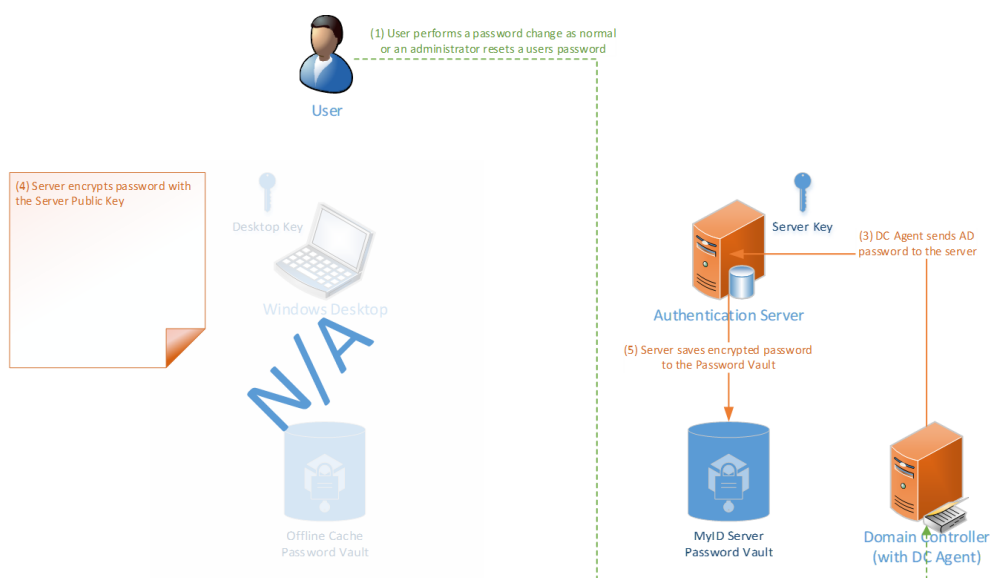 (1) User performs a password change as normal
or an administrator resets a users password
User
(4) Server encrypts password with
the Server Public Key
Desktop Key
Windows Desktop
N/A
Offline Cache
Password Vault
Server Key
(3) DC Agent sends AD
password to the server
Authentication Server
(5) Server saves encrypted password
to the Password Vault
MyID Server
Password Vault
Domain Controller
(with DC Agent)